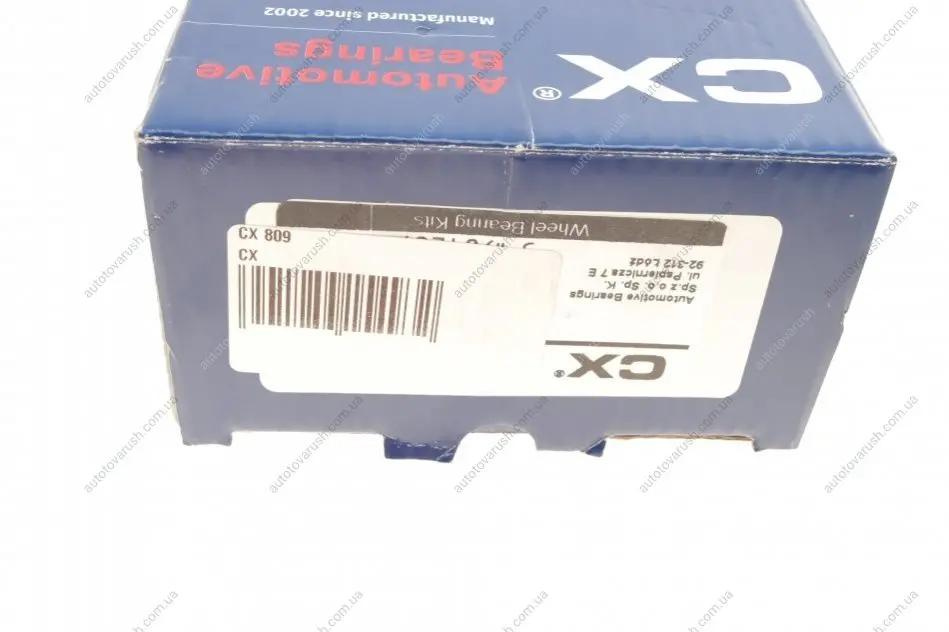 CX®
Automotive
Bearings
Manufactured since 2002
CX 809
CX
Wheel Bearing Kits
CX®
Automotive Bearings
Sp.z o.o. Sp. K.
ul. Papiernicza 7 E
92-312 Łódź
autotovarush.com.ua